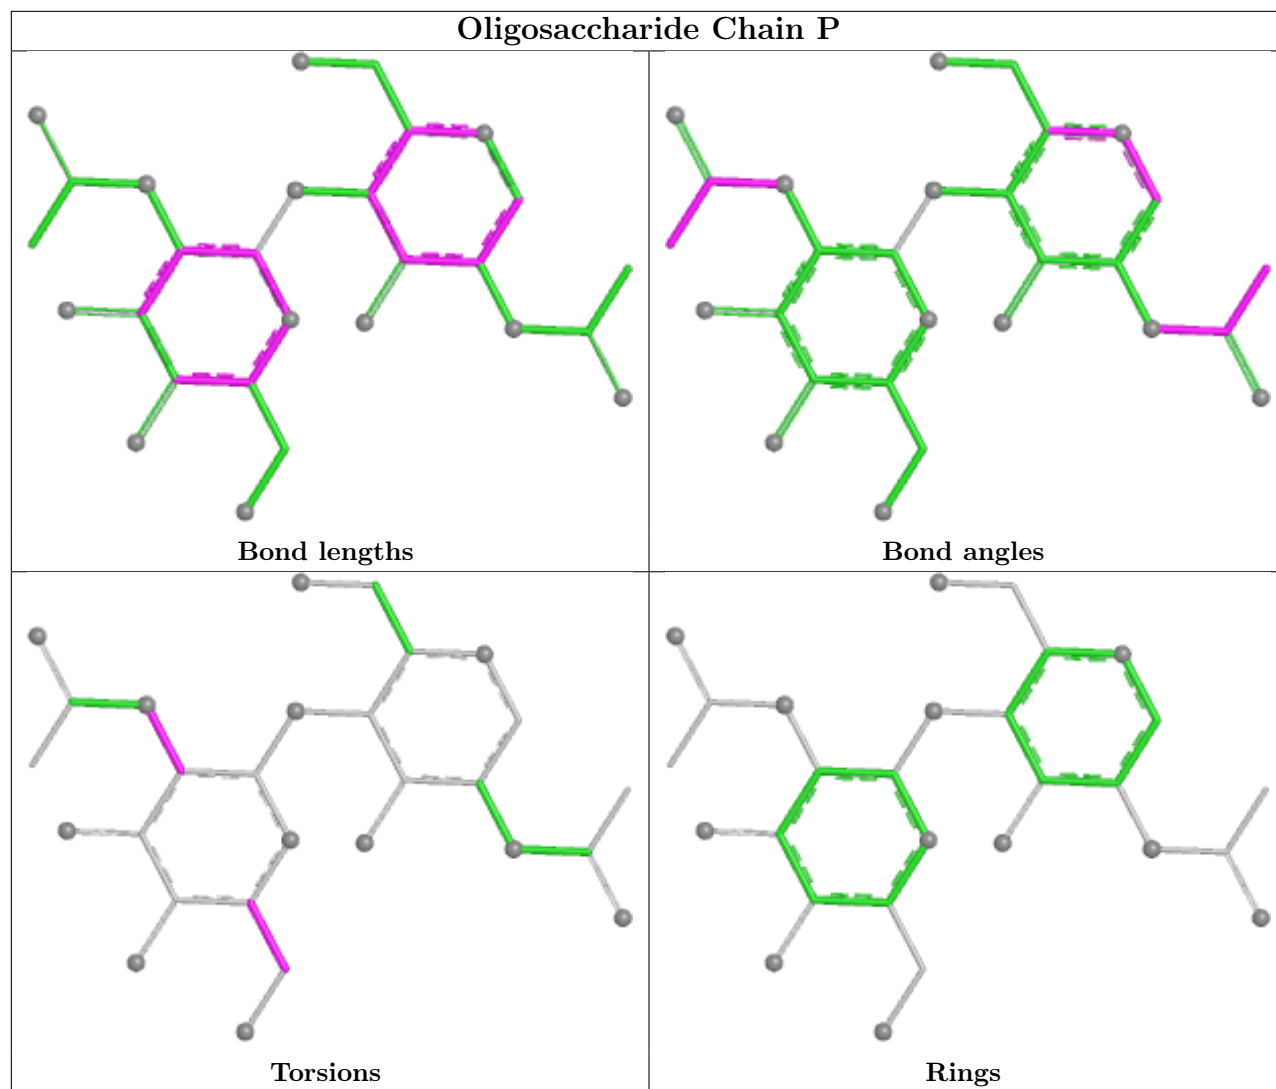 Oligosaccharide Chain P
Bond lengths
Bond angles
Torsions
Rings